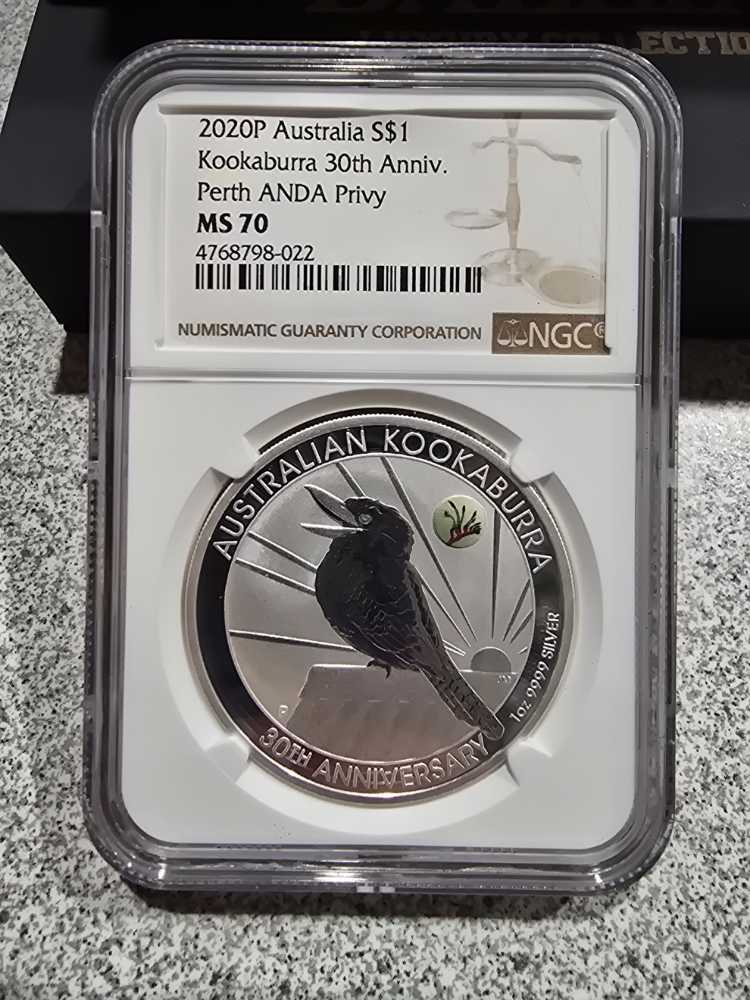 COLLECTIO
2020P Australia S$1
Kookaburra 30th Anniv.
Perth ANDA Privy
MS 70
4768798-022
NUMISMATIC GUARANTY CORPORATION
NGC®
AUSTRALIAN KOOKABURRA
1oz 9999 SILVER
P
30TH ANNIVERSARY